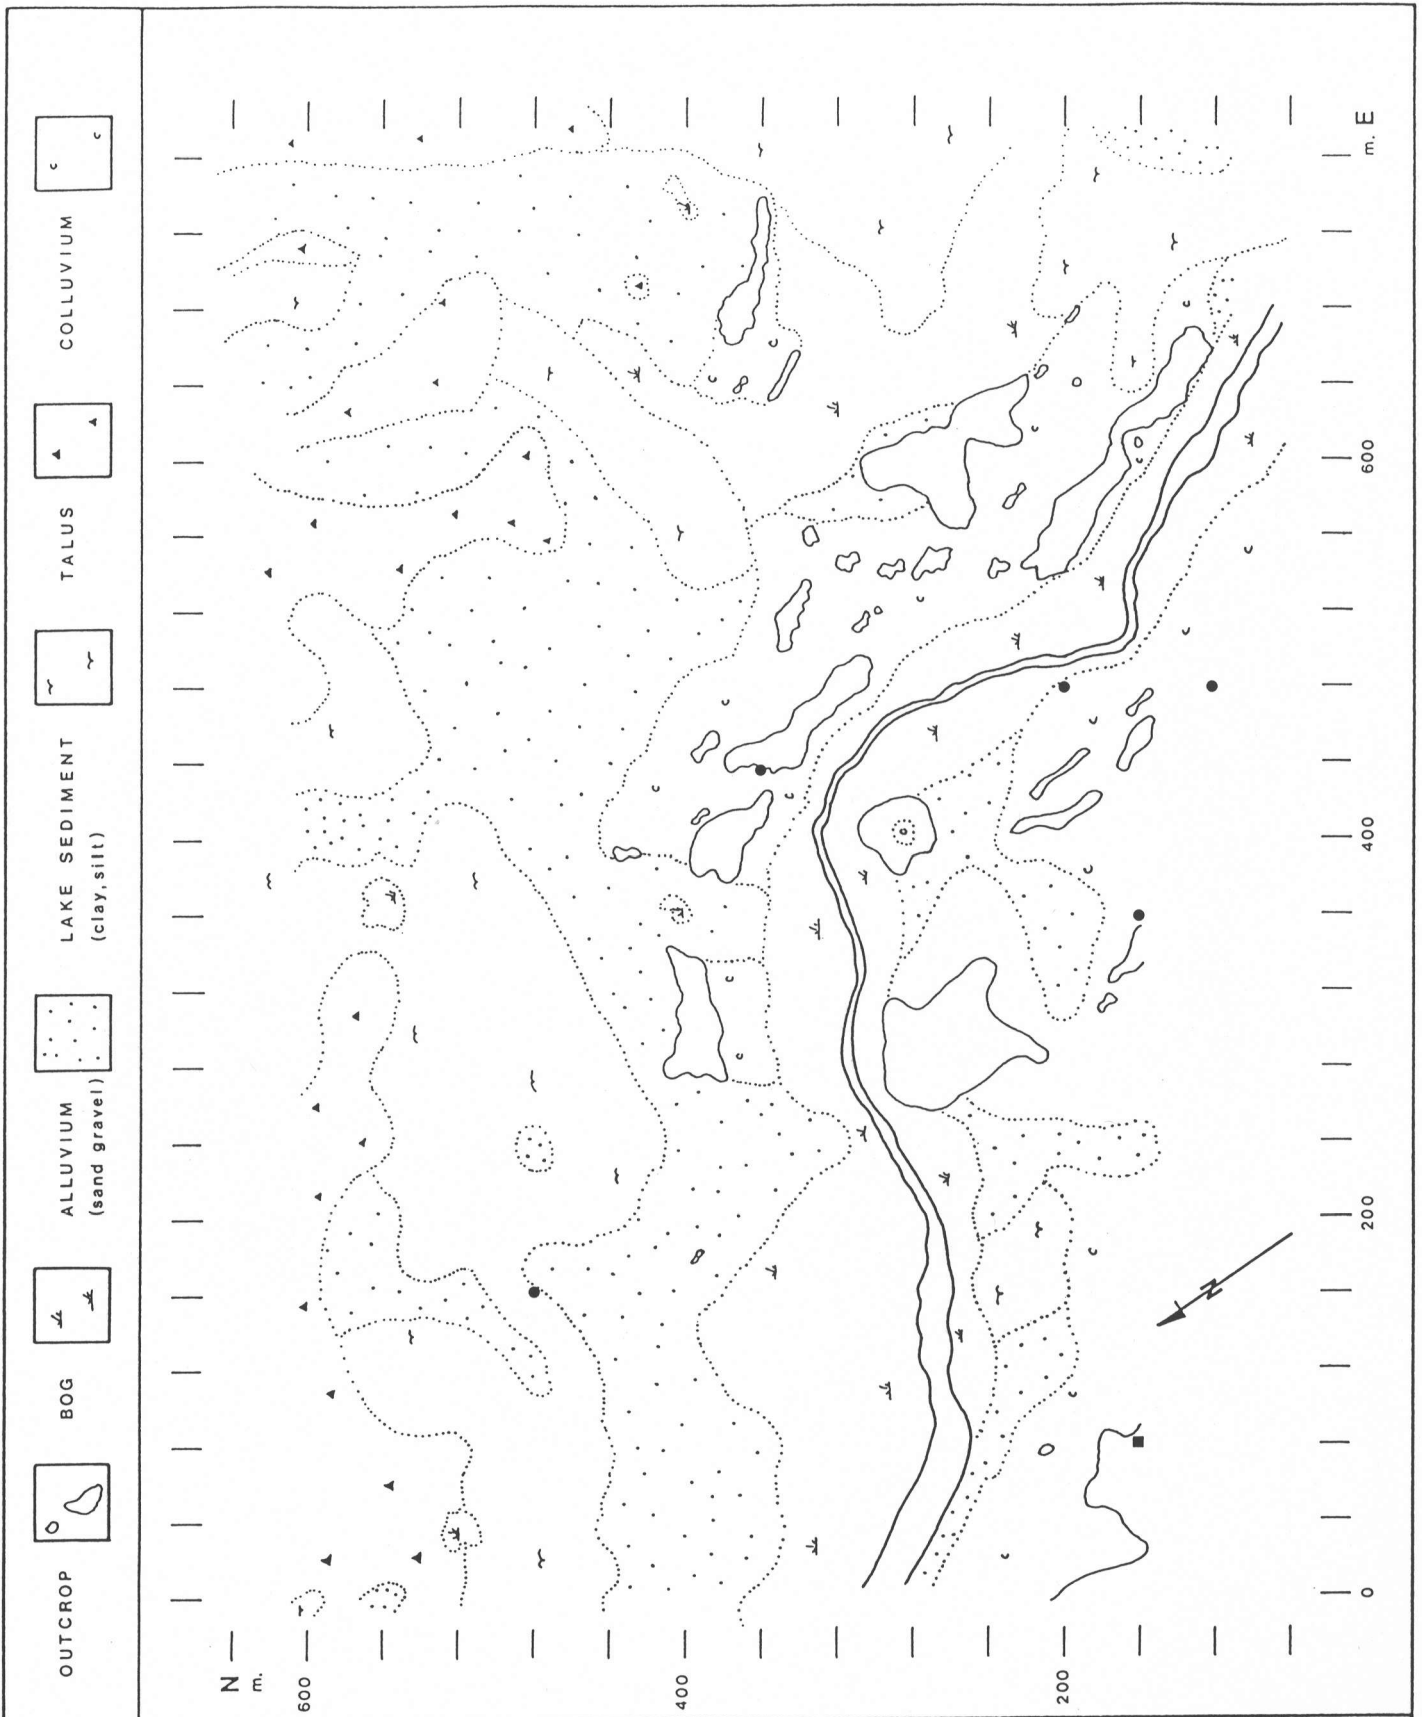 OUTCROP
BOG
ALLUVIUM
(sand gravel)
LAKE SEDIMENT
(clay, silt)
TALUS
COLLUVIUM
N
m.
600
400
200
0
200
400
600
m. E
N